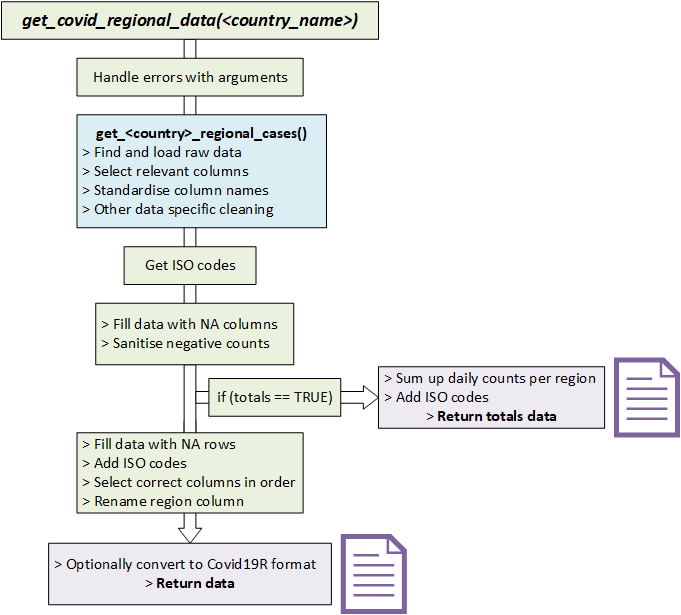 get_covid_regional_data(<country_name>)
Handle errors with arguments
get_<country>_regional_cases()
> Find and load raw data
> Select relevant columns
> Standardise column names
> Other data specific cleaning
Get ISO codes
> Fill data with NA columns
> Sanitise negative counts
if (totals == TRUE)
> Sum up daily counts per region
> Add ISO codes
> Return totals data
> Fill data with NA rows
> Add ISO codes
> Select correct columns in order
> Rename region column
> Optionally convert to Covid19R format
> Return data